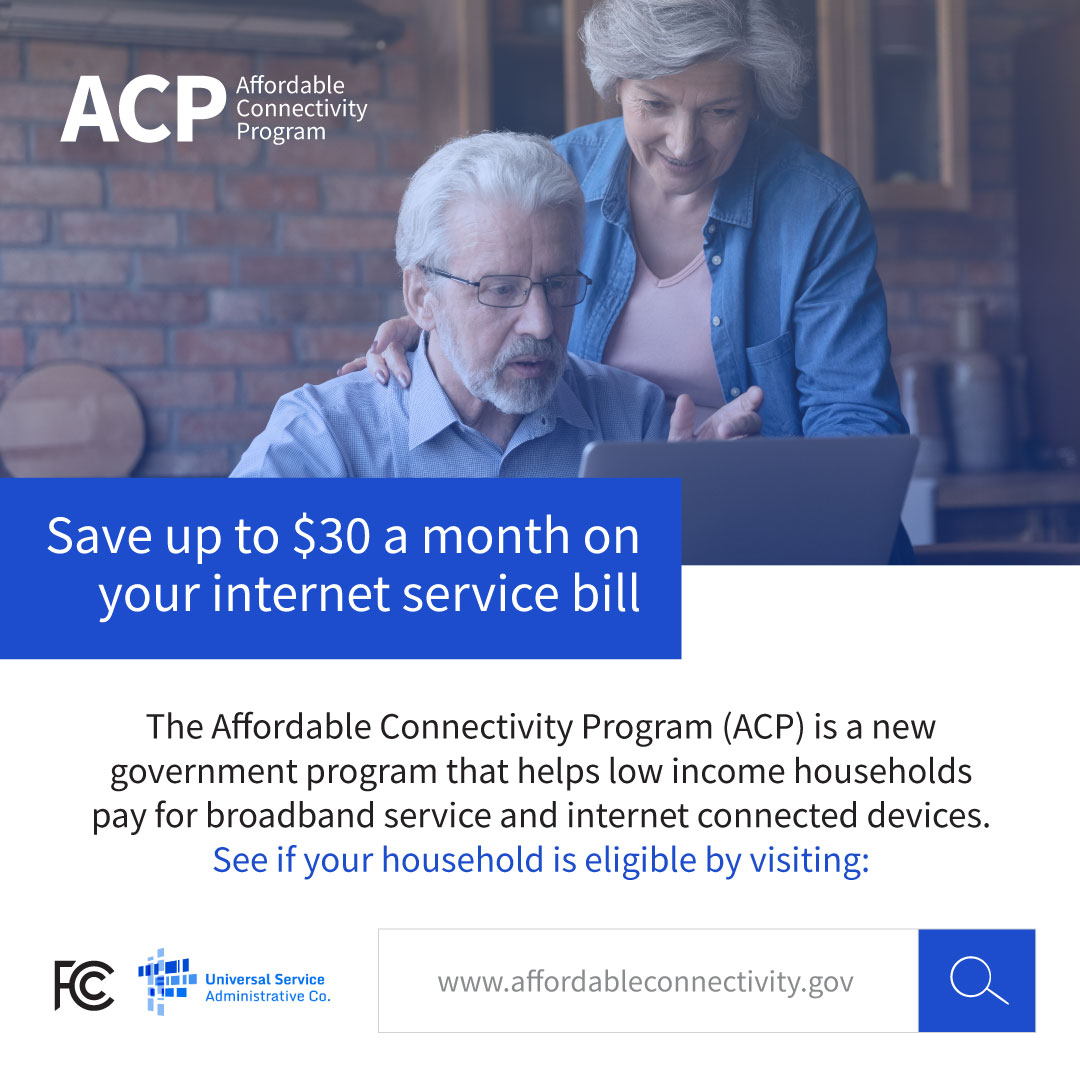 ACP
Affordable
Connectivity
Program
Save up to $30 a month on
your internet service bill
The Affordable Connectivity Program (ACP) is a new
government program that helps low income households
pay for broadband service and internet connected devices.
See if your household is eligible by visiting:
FCC
Universal Service
Administrative Co.
www.affordableconnectivity.gov